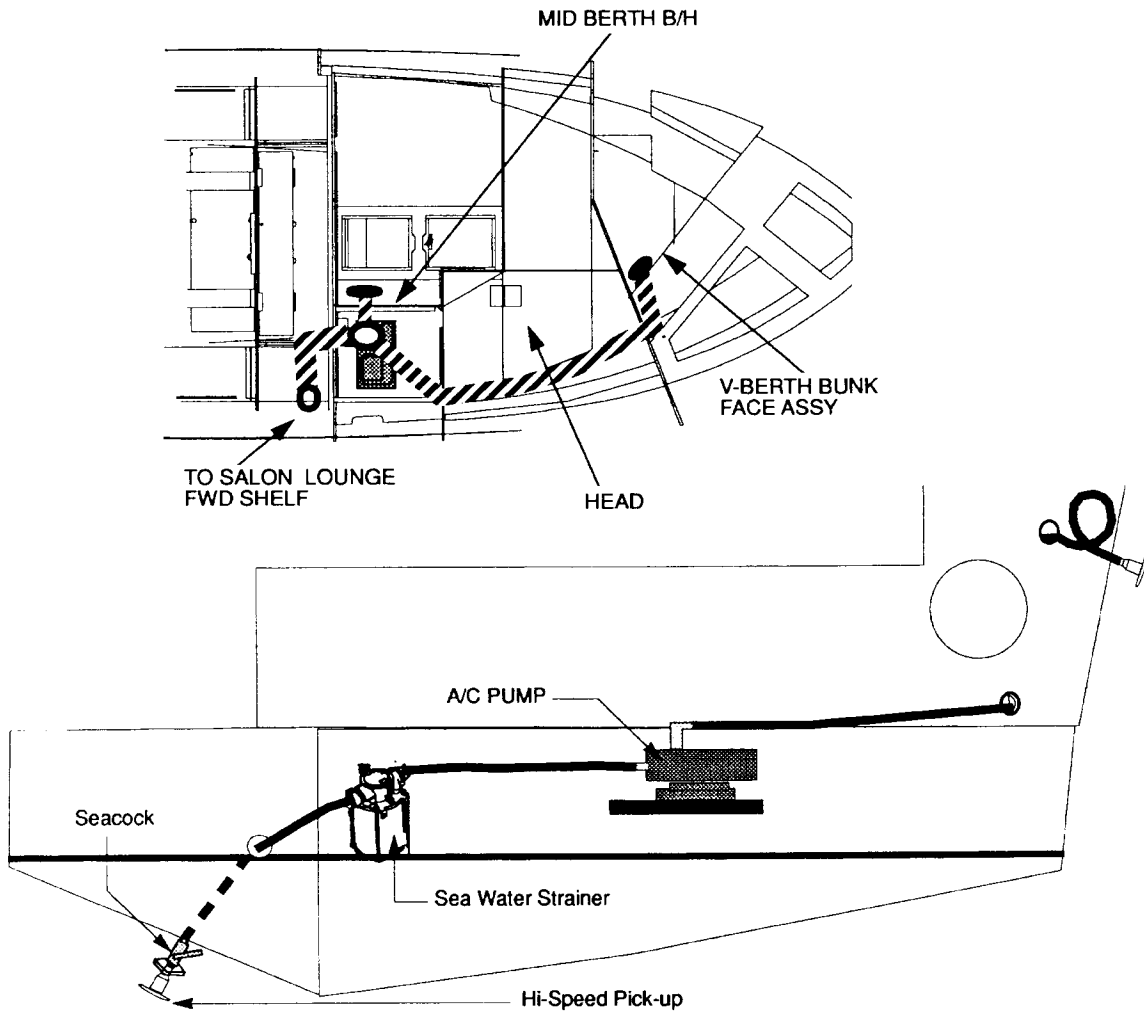 MID BERTH B/H
V-BERTH BUNK
FACE ASSY
TO SALON LOUNGE
FWD SHELF
HEAD
A/C PUMP
Seacock
Sea Water Strainer
Hi-Speed Pick-up